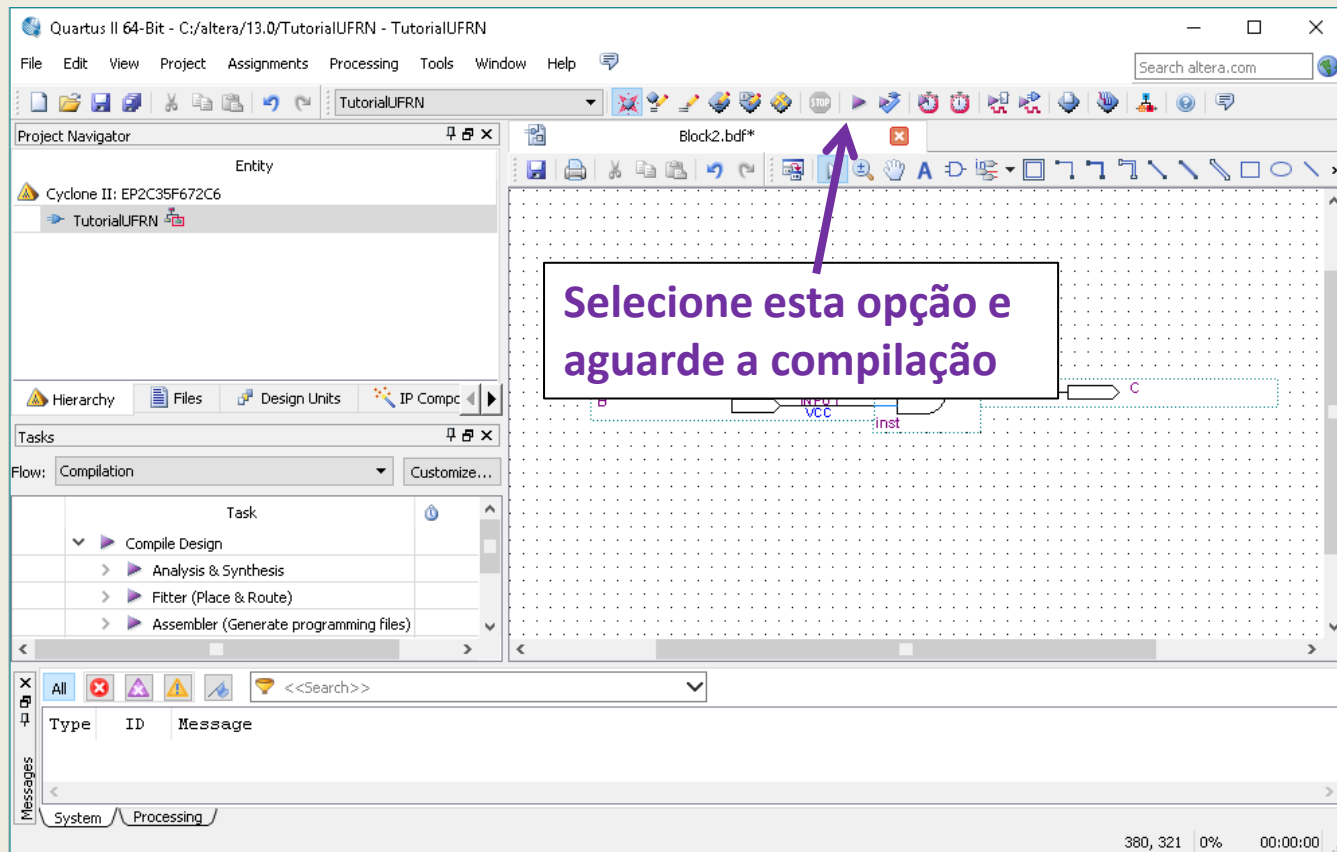 Quartus II 64-Bit - C:/altera/13.0/TutorialUFRN - TutorialUFRN
File Edit View Project Assignments Processing Tools Window Help
Search altera.com
STOP
TutorialUFRN
Project Navigator
Block2.bdf*
Entity
A
Cyclone II: EP2C35F672C6
TutorialUFRN
Selecione esta opção e
aguarde a compilação
Hierarchy Files Design Units IP Compc
B
INPUT
VCC
inst
C
Tasks
Flow: Compilation Customize...
Task
Compile Design
Analysis & Synthesis
Fitter (Place & Route)
Assembler (Generate programming files)
All <<Search>>
Type ID Message
Messages
System Processing
380, 321 0% 00:00:00